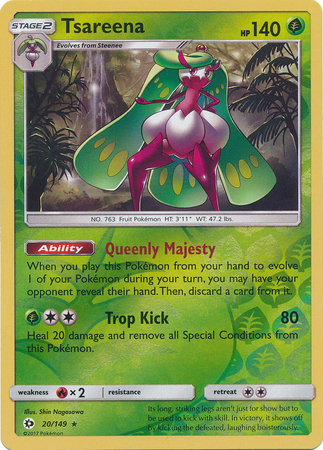 STAGE2 Tsareena HP140
Evolves from Steenee
NO. 763 Fruit Pokémon HT: 3'11" WT: 47.2 lbs.
Ability Queenly Majesty
When you play this Pokémon from your hand to evolve
1 of your Pokémon during your turn, you may have your
opponent reveal their hand. Then, discard a card from it.
Trop Kick 80
Heal 20 damage and remove all Special Conditions from
this Pokémon.
weakness ×2 resistance retreat
Illus. Shin Nagasawa
20/149 ★
©2017 Pokémon
Its long, striking legs aren't just for show but to
be used to kick with skill. In victory, it shows off
by kicking the defeated, laughing boisterously.